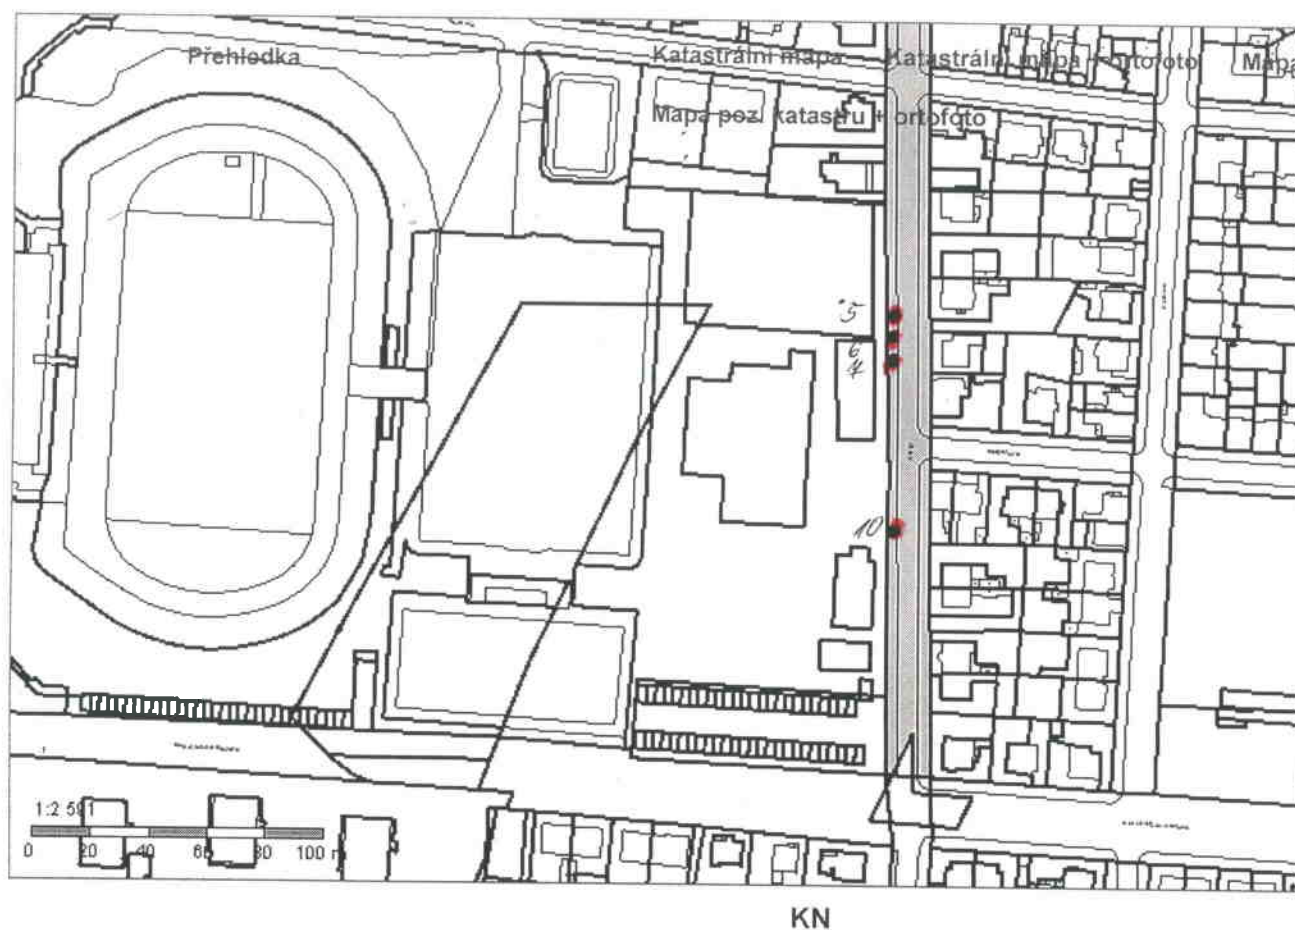 Přehledka
Katastrální mapa
Katastrální mapa + ortofoto
Mapa
Mapa poz. katastru + ortofoto
5
6
7
10
1:2 591
0 20 40 60 80 100 m
KN